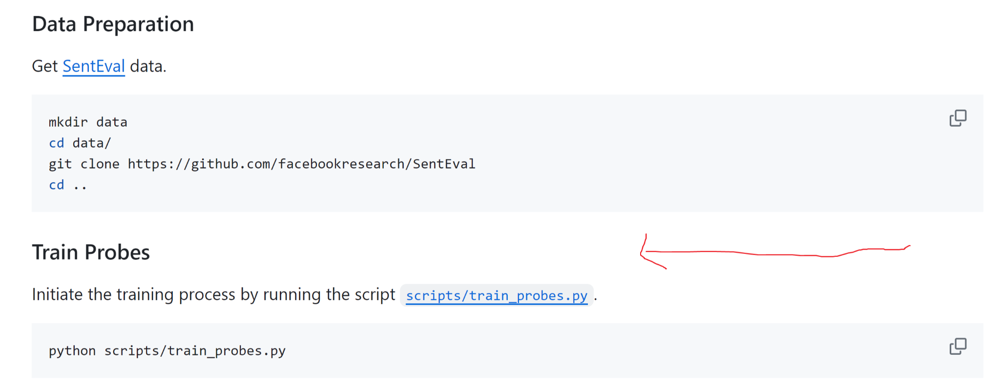 Data Preparation
Get SentEval data.
mkdir data
cd data/
git clone https://github.com/facebookresearch/SentEval
cd ..
Train Probes
Initiate the training process by running the script scripts/train_probes.py.
python scripts/train_probes.py